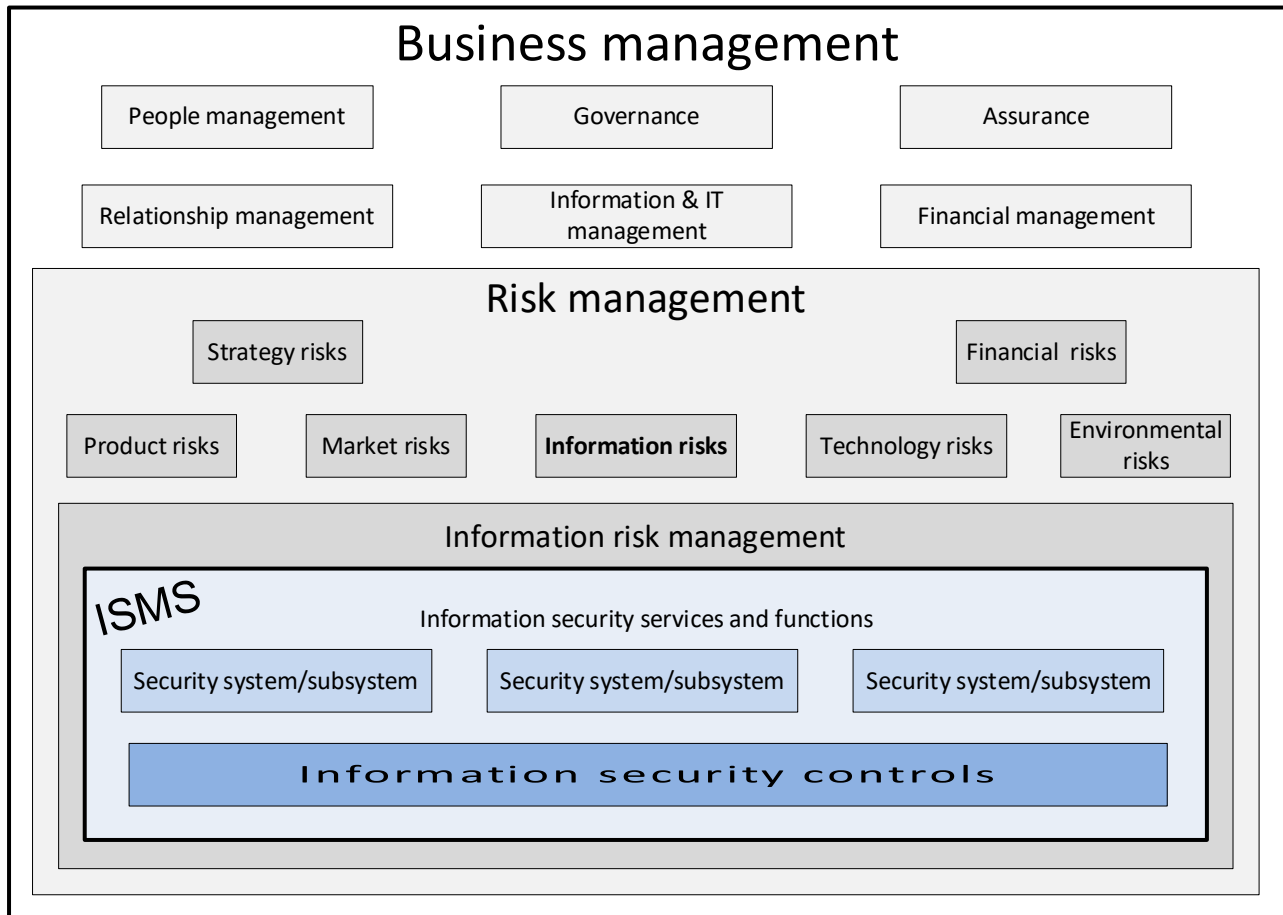 Business management
People management
Governance
Assurance
Relationship management
Information & IT
management
Financial management
Risk management
Strategy risks
Financial risks
Product risks
Market risks
Information risks
Technology risks
Environmental
risks
Information risk management
ISMS
Information security services and functions
Security system/subsystem
Security system/subsystem
Security system/subsystem
Information security controls